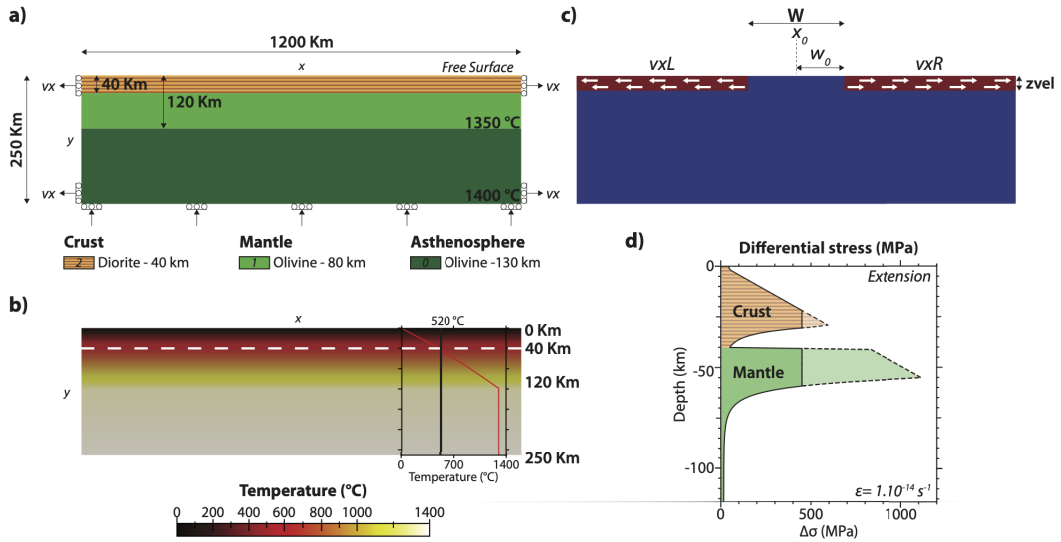 a)
1200 Km
x
Free Surface
vx
40 Km
vx
120 Km
250 Km
y
1350 °C
vx
1400 °C
vx
Crust
2 Diorite - 40 km
Mantle
1 Olivine - 80 km
Asthenosphere
0 Olivine -130 km
b)
x
520 °C
0 Km
40 Km
y
120 Km
250 Km
0 700 1400
Temperature (°C)
Temperature (°C)
0 200 400 600 800 1000 1400
c)
W
x0
w0
vxL
vxR
zvel
d)
Differential stress (MPa)
0
Extension
Crust
Mantle
-50
Depth (km)
-100
ε= 1.10-14 s-1
0 500 1000
Δσ (MPa)